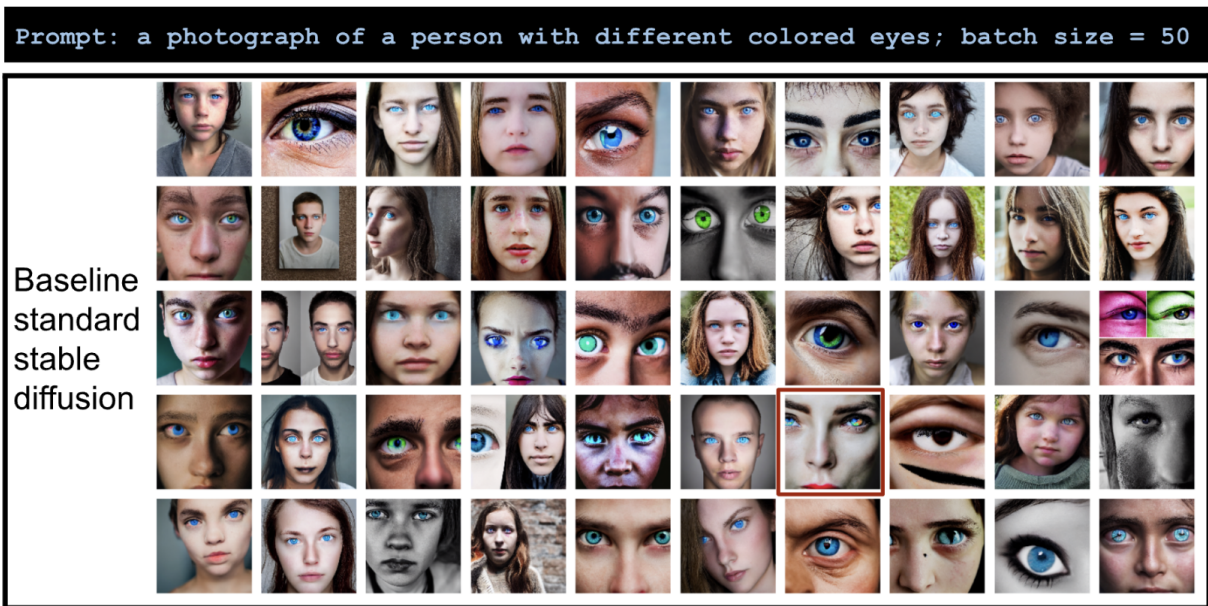 Prompt: a photograph of a person with different colored eyes; batch size = 50
Baseline
standard
stable
diffusion